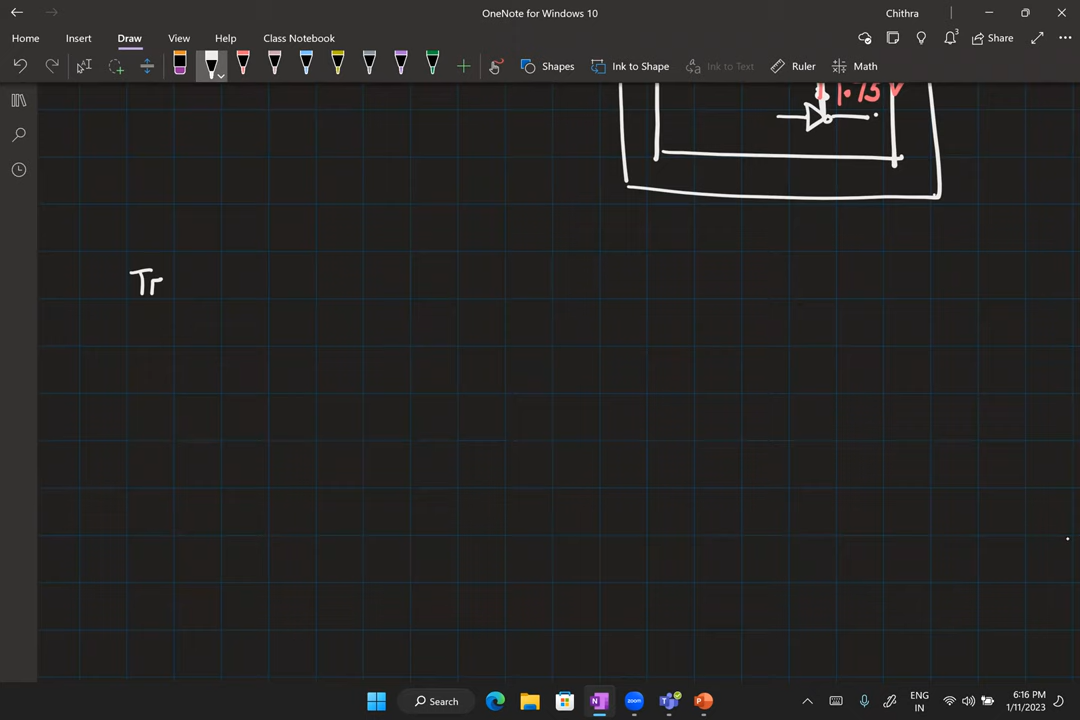 OneNote for Windows 10
Chithra
Home Insert Draw View Help Class Notebook
3
Share
Shapes Ink to Shape Ink to Text Ruler Math
1.75 V
Tr
Search
ENG
IN
6:16 PM
1/11/2023